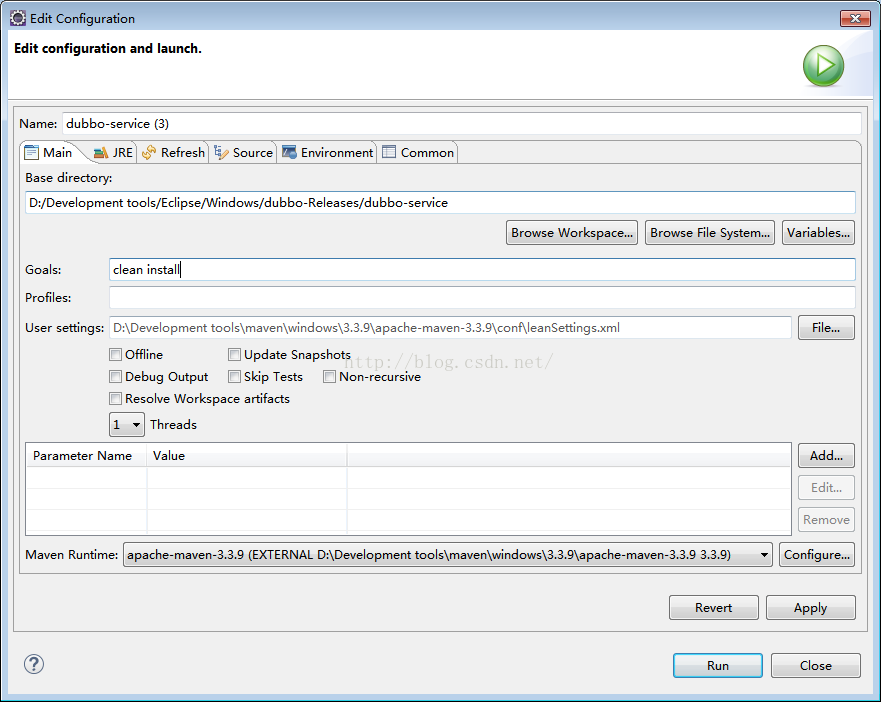 Edit Configuration
Edit configuration and launch.
Name: dubbo-service (3)
Main JRE Refresh Source Environment Common
Base directory:
D:/Development tools/Eclipse/Windows/dubbo-Releases/dubbo-service
Browse Workspace... Browse File System... Variables...
Goals: clean install
Profiles:
User settings: D:\Development tools\maven\windows\3.3.9\apache-maven-3.3.9\conf\leanSettings.xml File...
Offline Update Snapshots
http://blog.csdn.net/
Debug Output Skip Tests Non-recursive
Resolve Workspace artifacts
1 Threads
Parameter Name Value Add...
Edit...
Remove
Maven Runtime: apache-maven-3.3.9 (EXTERNAL D:\Development tools\maven\windows\3.3.9\apache-maven-3.3.9 3.3.9) Configure...
Revert Apply
? Run Close